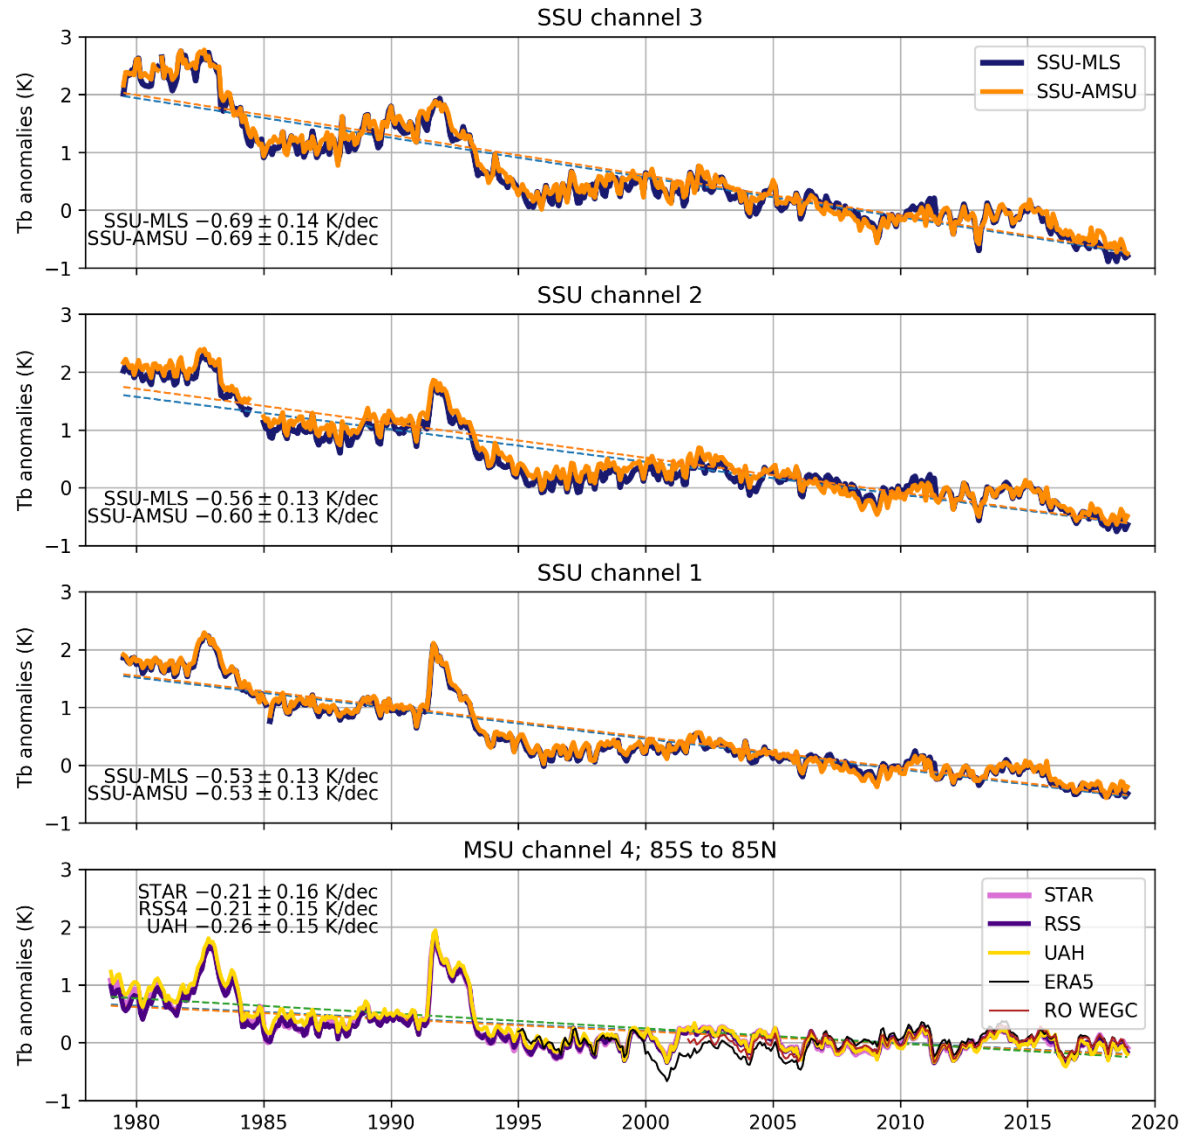 SSU channel 3
3
2
1
0
−1
Tb anomalies (K)
SSU-MLS
SSU-AMSU
SSU-MLS −0.69 ± 0.14 K/dec
SSU-AMSU −0.69 ± 0.15 K/dec
SSU channel 2
3
2
1
0
−1
Tb anomalies (K)
SSU-MLS −0.56 ± 0.13 K/dec
SSU-AMSU −0.60 ± 0.13 K/dec
SSU channel 1
3
2
1
0
−1
Tb anomalies (K)
SSU-MLS −0.53 ± 0.13 K/dec
SSU-AMSU −0.53 ± 0.13 K/dec
MSU channel 4; 85S to 85N
3
2
1
0
−1
Tb anomalies (K)
STAR −0.21 ± 0.16 K/dec
RSS4 −0.21 ± 0.15 K/dec
UAH −0.26 ± 0.15 K/dec
STAR
RSS
UAH
ERA5
RO WEGC
1980 1985 1990 1995 2000 2005 2010 2015 2020